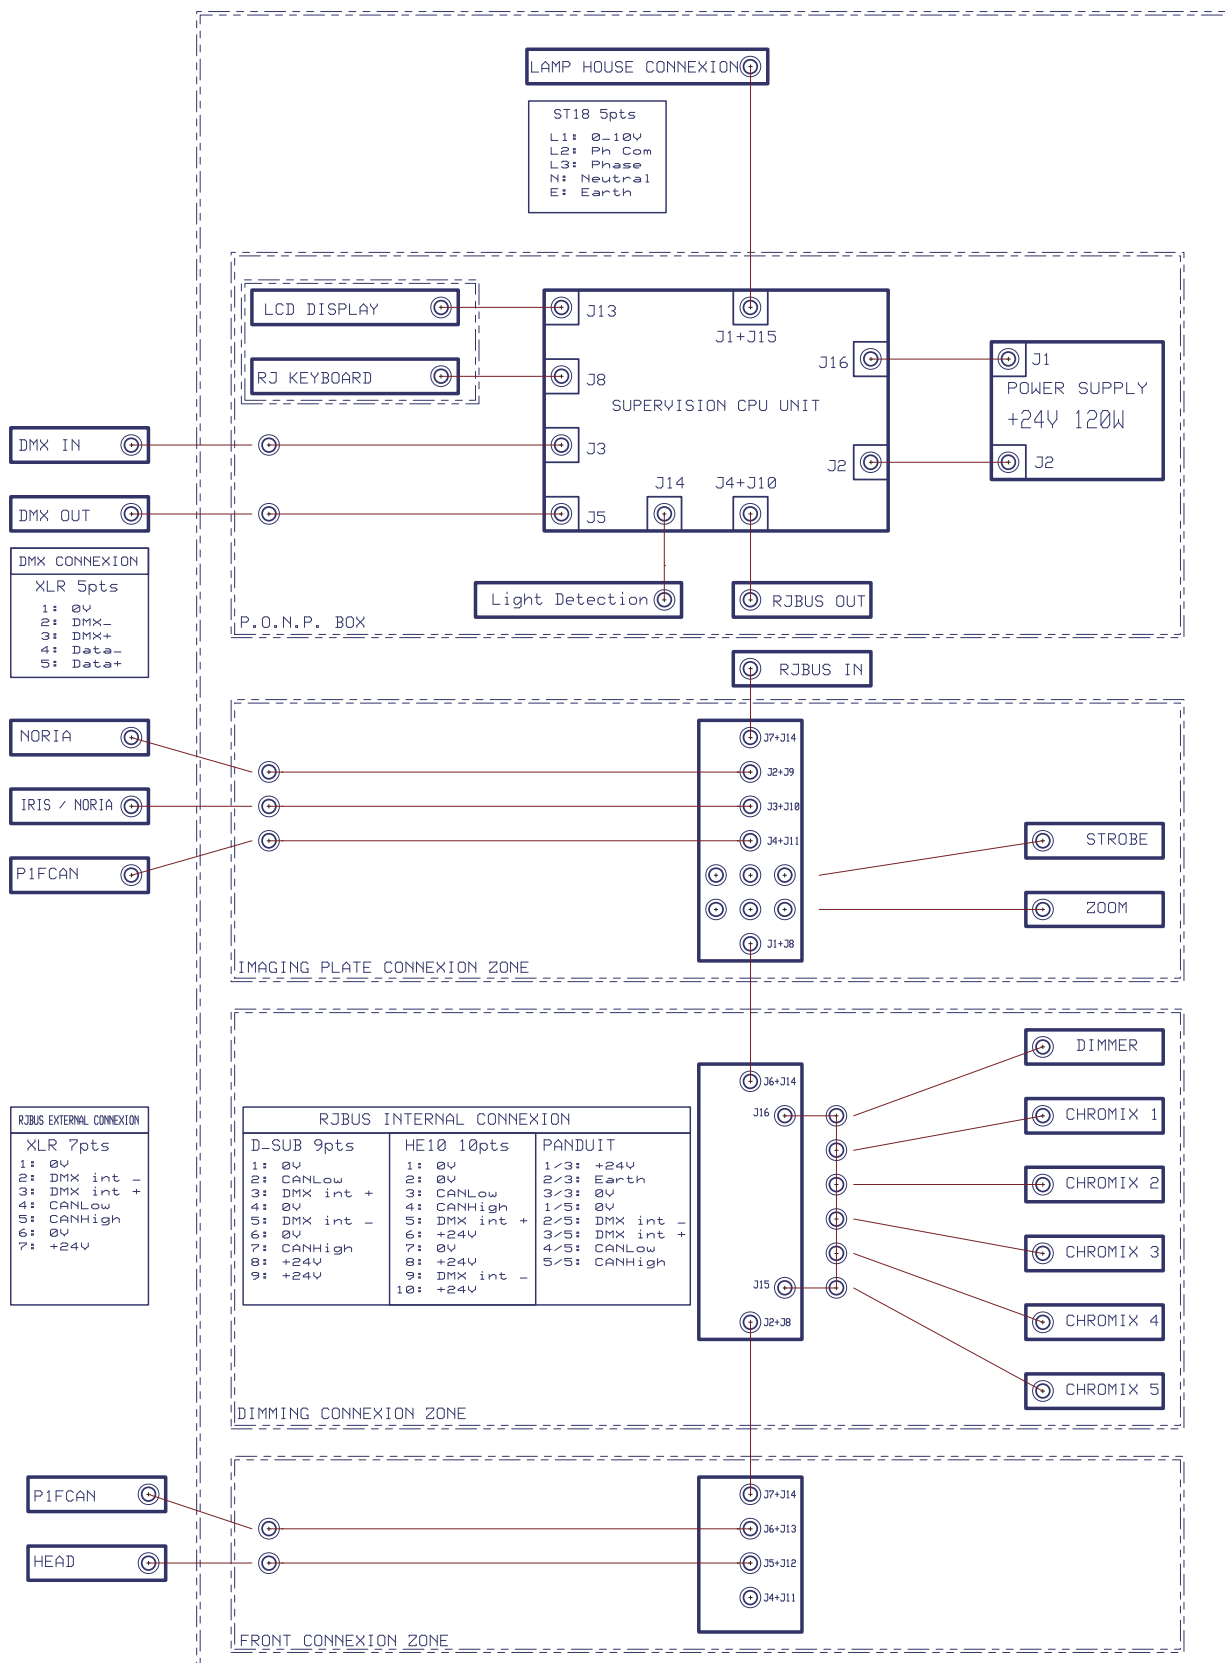 LAMP HOUSE CONNEXION
ST18 5pts
L1: 0_10V
L2: Ph Com
L3: Phase
N: Neutral
E: Earth
LCD DISPLAY
J13
J1+J15
RJ KEYBOARD
J8
J16
J1
SUPERVISION CPU UNIT
POWER SUPPLY
+24V 120W
DMX IN
J3
J2
J2
DMX OUT
J5
J14
J4+J10
Light Detection
RJBUS OUT
P.O.N.P. BOX
DMX CONNEXION
XLR 5pts
1: 0V
2: DMX_
3: DMX+
4: Data_
5: Data+
RJBUS IN
NORIA
J7+J14
J2+J9
IRIS / NORIA
J3+J10
J4+J11
P1FCAN
STROBE
ZOOM
J1+J8
IMAGING PLATE CONNEXION ZONE
DIMMER
J6+J14
J16
CHROMIX 1
CHROMIX 2
CHROMIX 3
J15
CHROMIX 4
J2+J8
CHROMIX 5
RJBUS EXTERNAL CONNEXION
XLR 7pts
1: 0V
2: DMX int _
3: DMX int +
4: CANLow
5: CANHigh
6: 0V
7: +24V
RJBUS INTERNAL CONNEXION
D_SUB 9pts
1: 0V
2: CANLow
3: DMX int +
4: 0V
5: DMX int _
6: 0V
7: CANHigh
8: +24V
9: +24V
HE10 10pts
1: 0V
2: 0V
3: CANLow
4: CANHigh
5: DMX int +
6: +24V
7: 0V
8: +24V
9: DMX int _
10: +24V
PANDUIT
1/3: +24V
2/3: Earth
3/3: 0V
1/5: 0V
2/5: DMX int _
3/5: DMX int +
4/5: CANLow
5/5: CANHigh
DIMMING CONNEXION ZONE
P1FCAN
J7+J14
J6+J13
HEAD
J5+J12
J4+J11
FRONT CONNEXION ZONE